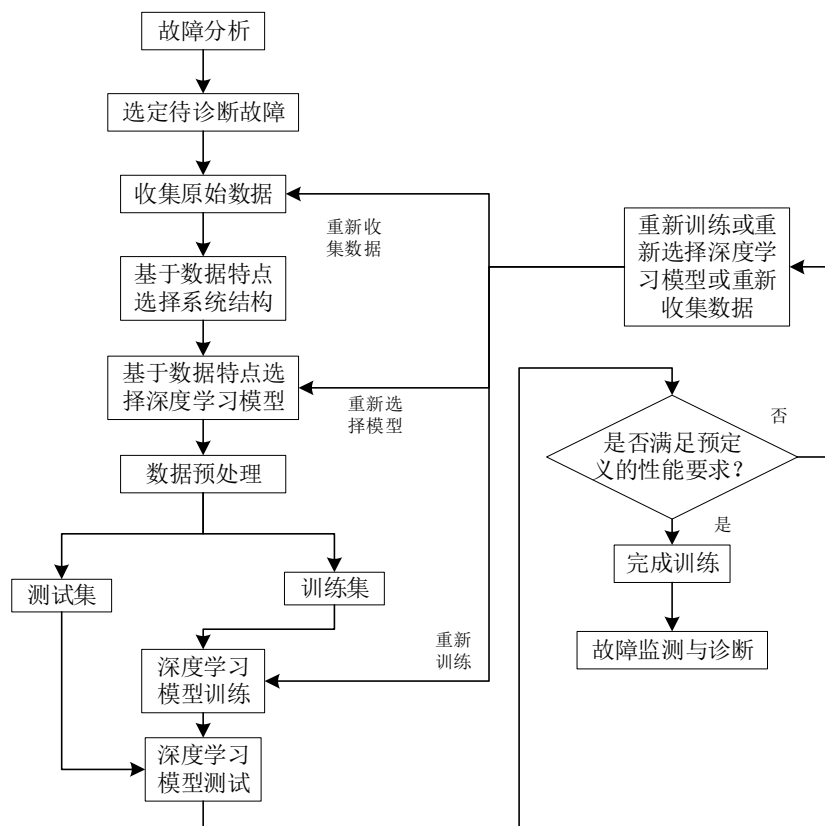 故障分析
选定待诊断故障
收集原始数据
重新收
集数据
基于数据特点
选择系统结构
基于数据特点选
择深度学习模型
重新选
择模型
数据预处理
测试集
训练集
重新
训练
深度学习
模型训练
深度学习
模型测试
重新训练或重
新选择深度学
习模型或重新
收集数据
否
是否满足预定
义的性能要求？
是
完成训练
故障监测与诊断